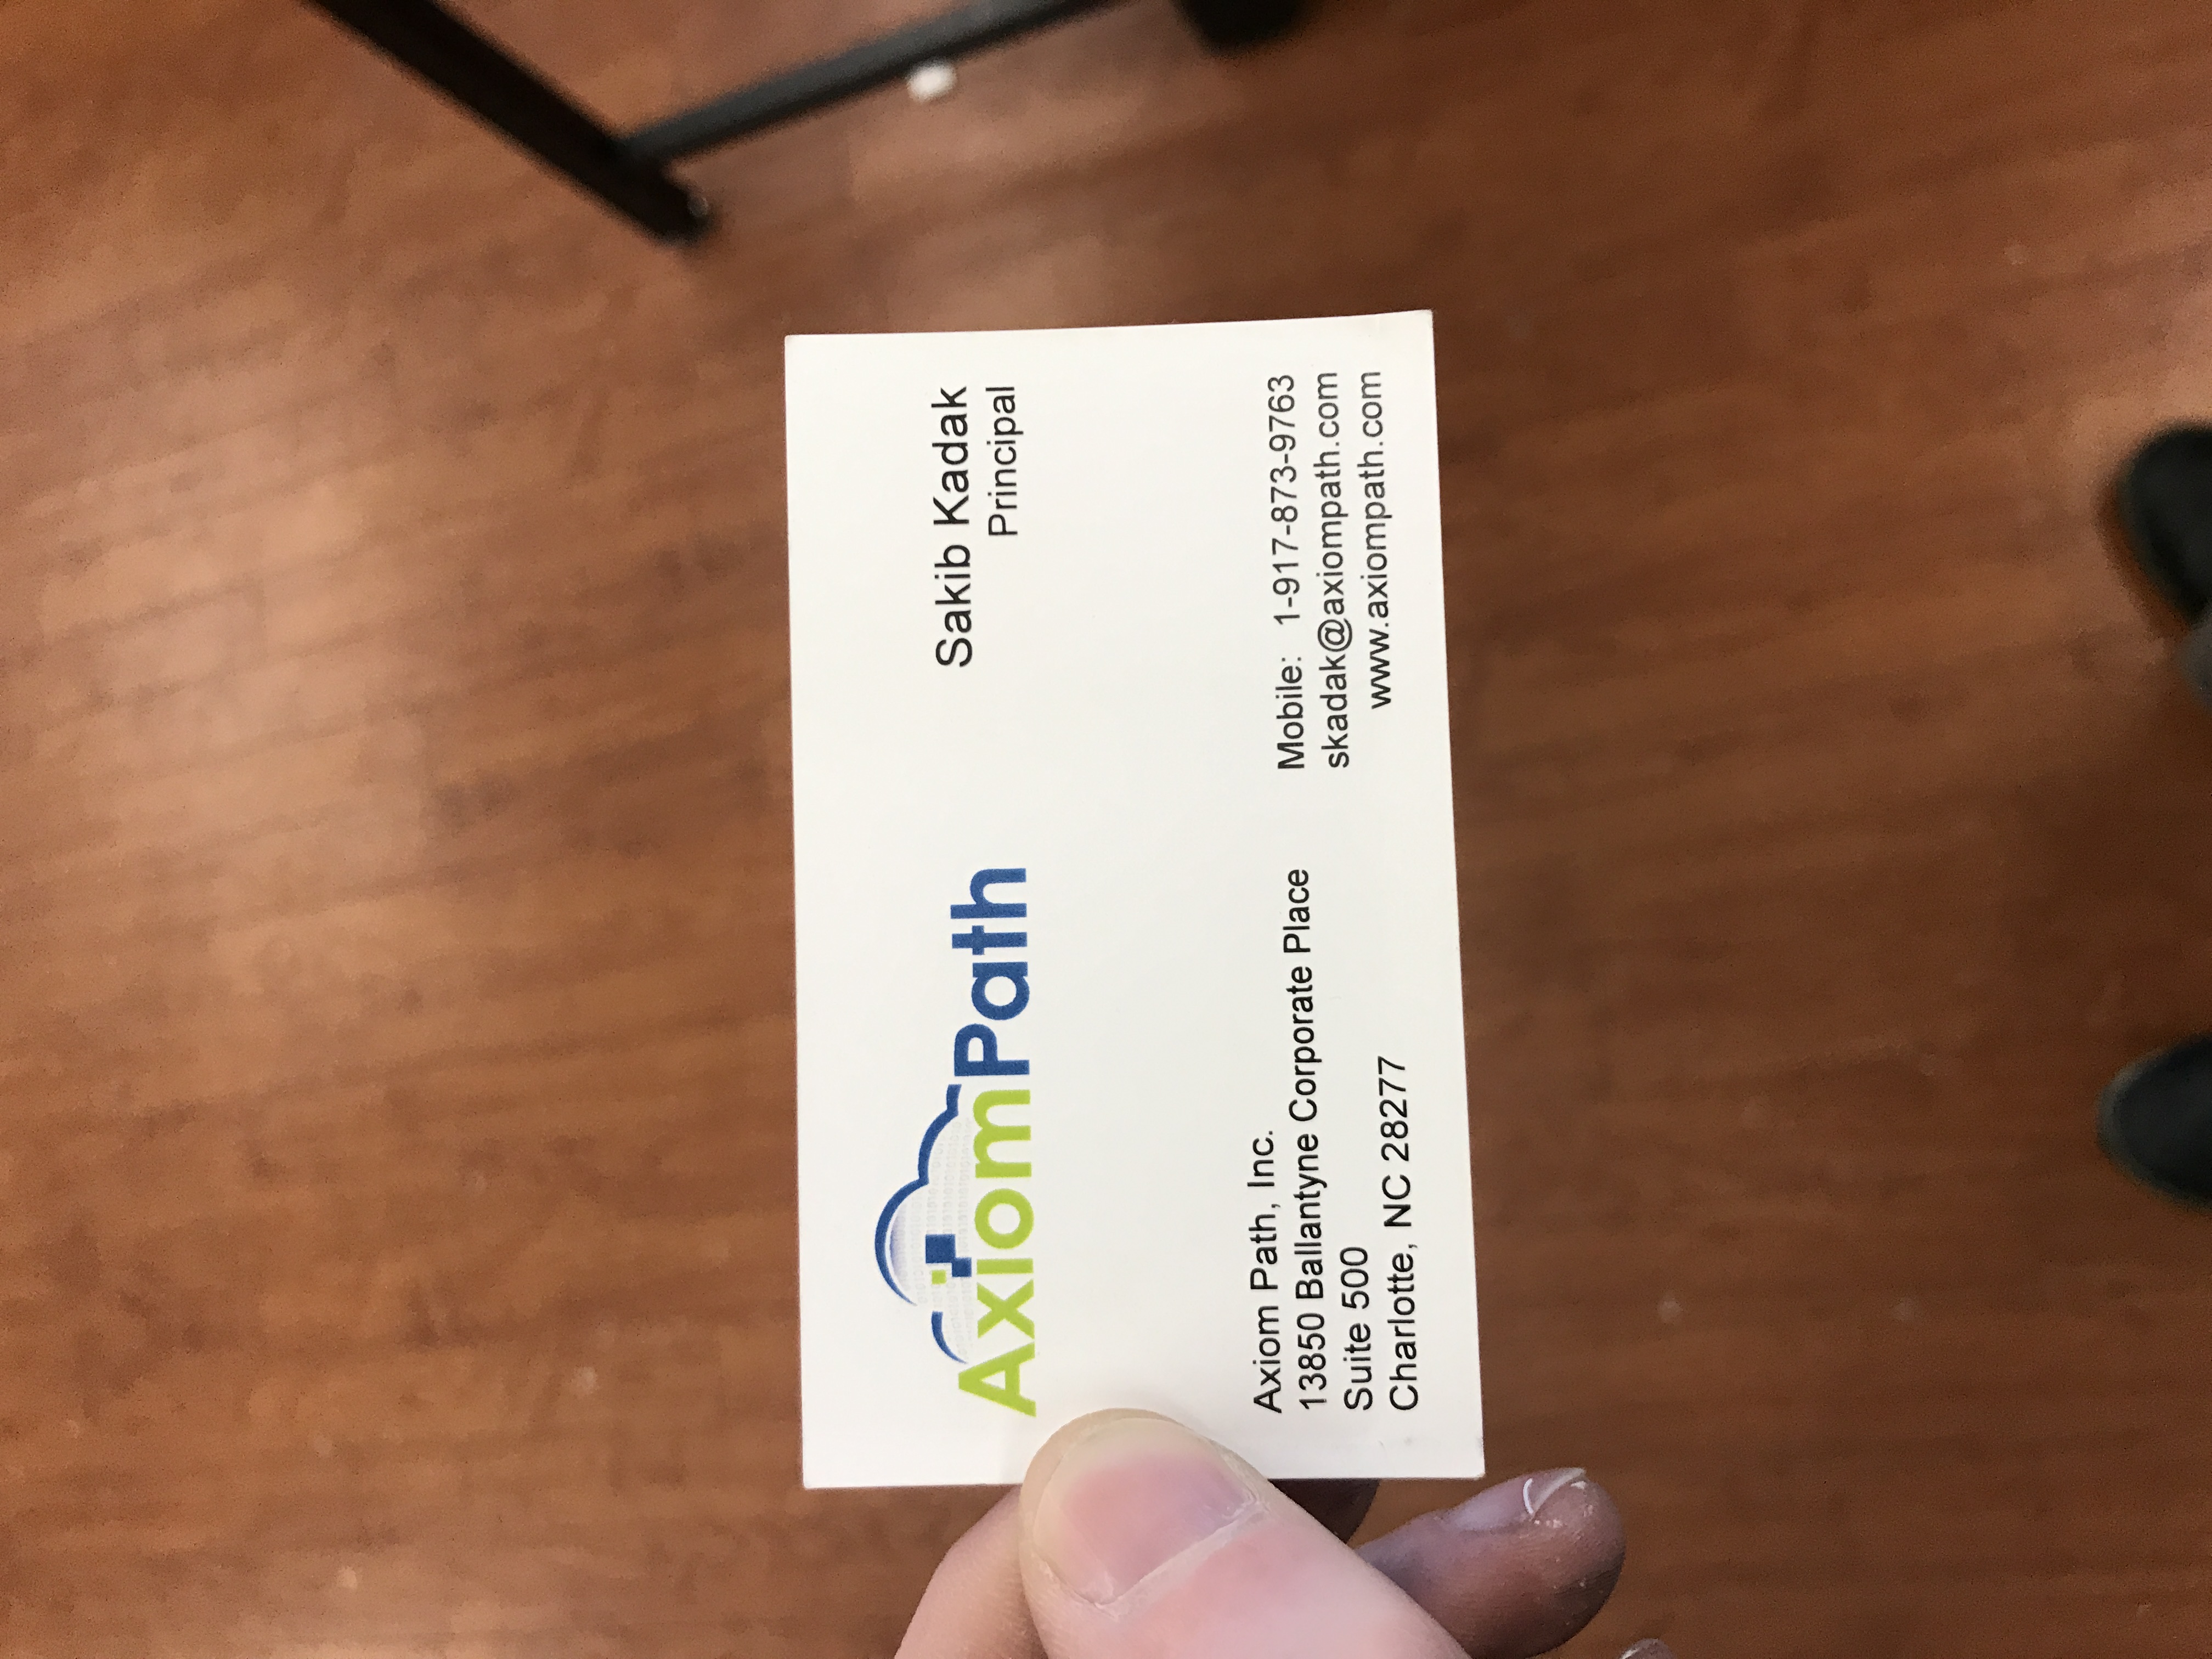 AxiomPath
Sakib Kadak
Principal
Axiom Path, Inc.
13850 Ballantyne Corporate Place
Suite 500
Charlotte, NC 28277
Mobile: 1-917-873-9763
skadak@axiompath.com
www.axiompath.com